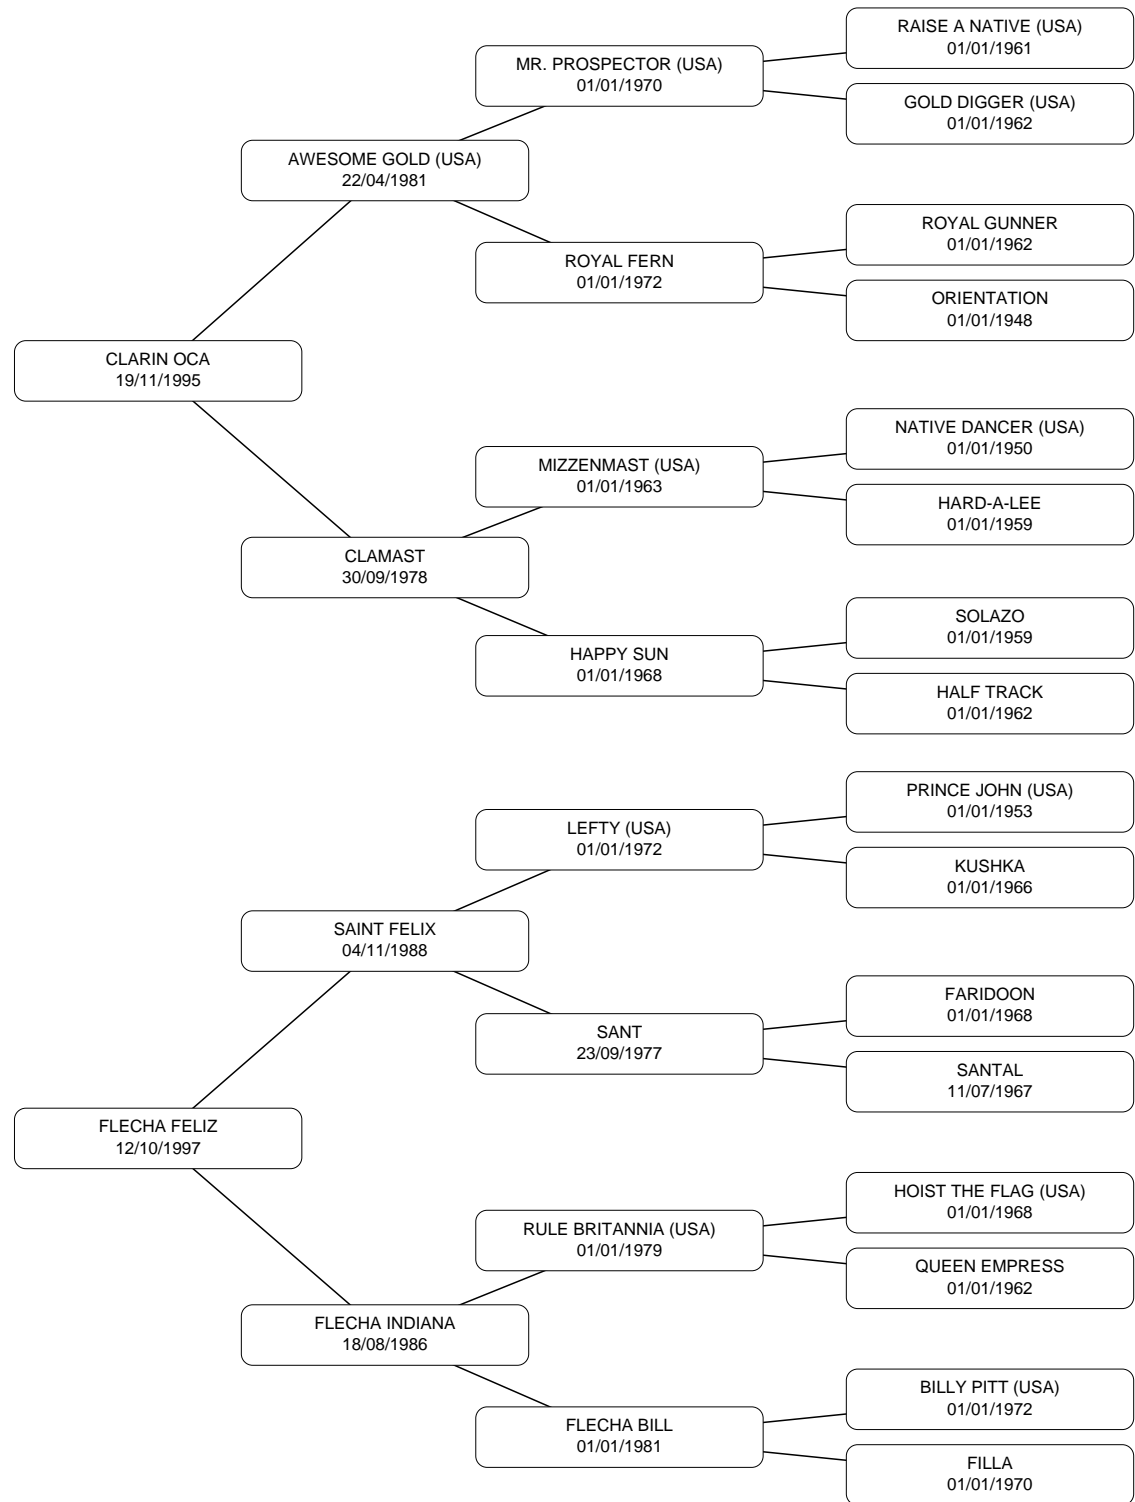 RAISE A NATIVE (USA)
01/01/1961
MR. PROSPECTOR (USA)
01/01/1970
GOLD DIGGER (USA)
01/01/1962
AWESOME GOLD (USA)
22/04/1981
ROYAL GUNNER
01/01/1962
ROYAL FERN
01/01/1972
ORIENTATION
01/01/1948
CLARIN OCA
19/11/1995
NATIVE DANCER (USA)
01/01/1950
MIZZENMAST (USA)
01/01/1963
HARD-A-LEE
01/01/1959
CLAMAST
30/09/1978
SOLAZO
01/01/1959
HAPPY SUN
01/01/1968
HALF TRACK
01/01/1962
PRINCE JOHN (USA)
01/01/1953
LEFTY (USA)
01/01/1972
KUSHKA
01/01/1966
SAINT FELIX
04/11/1988
FARIDOON
01/01/1968
SANT
23/09/1977
SANTAL
11/07/1967
FLECHA FELIZ
12/10/1997
HOIST THE FLAG (USA)
01/01/1968
RULE BRITANNIA (USA)
01/01/1979
QUEEN EMPRESS
01/01/1962
FLECHA INDIANA
18/08/1986
BILLY PITT (USA)
01/01/1972
FLECHA BILL
01/01/1981
FILLA
01/01/1970